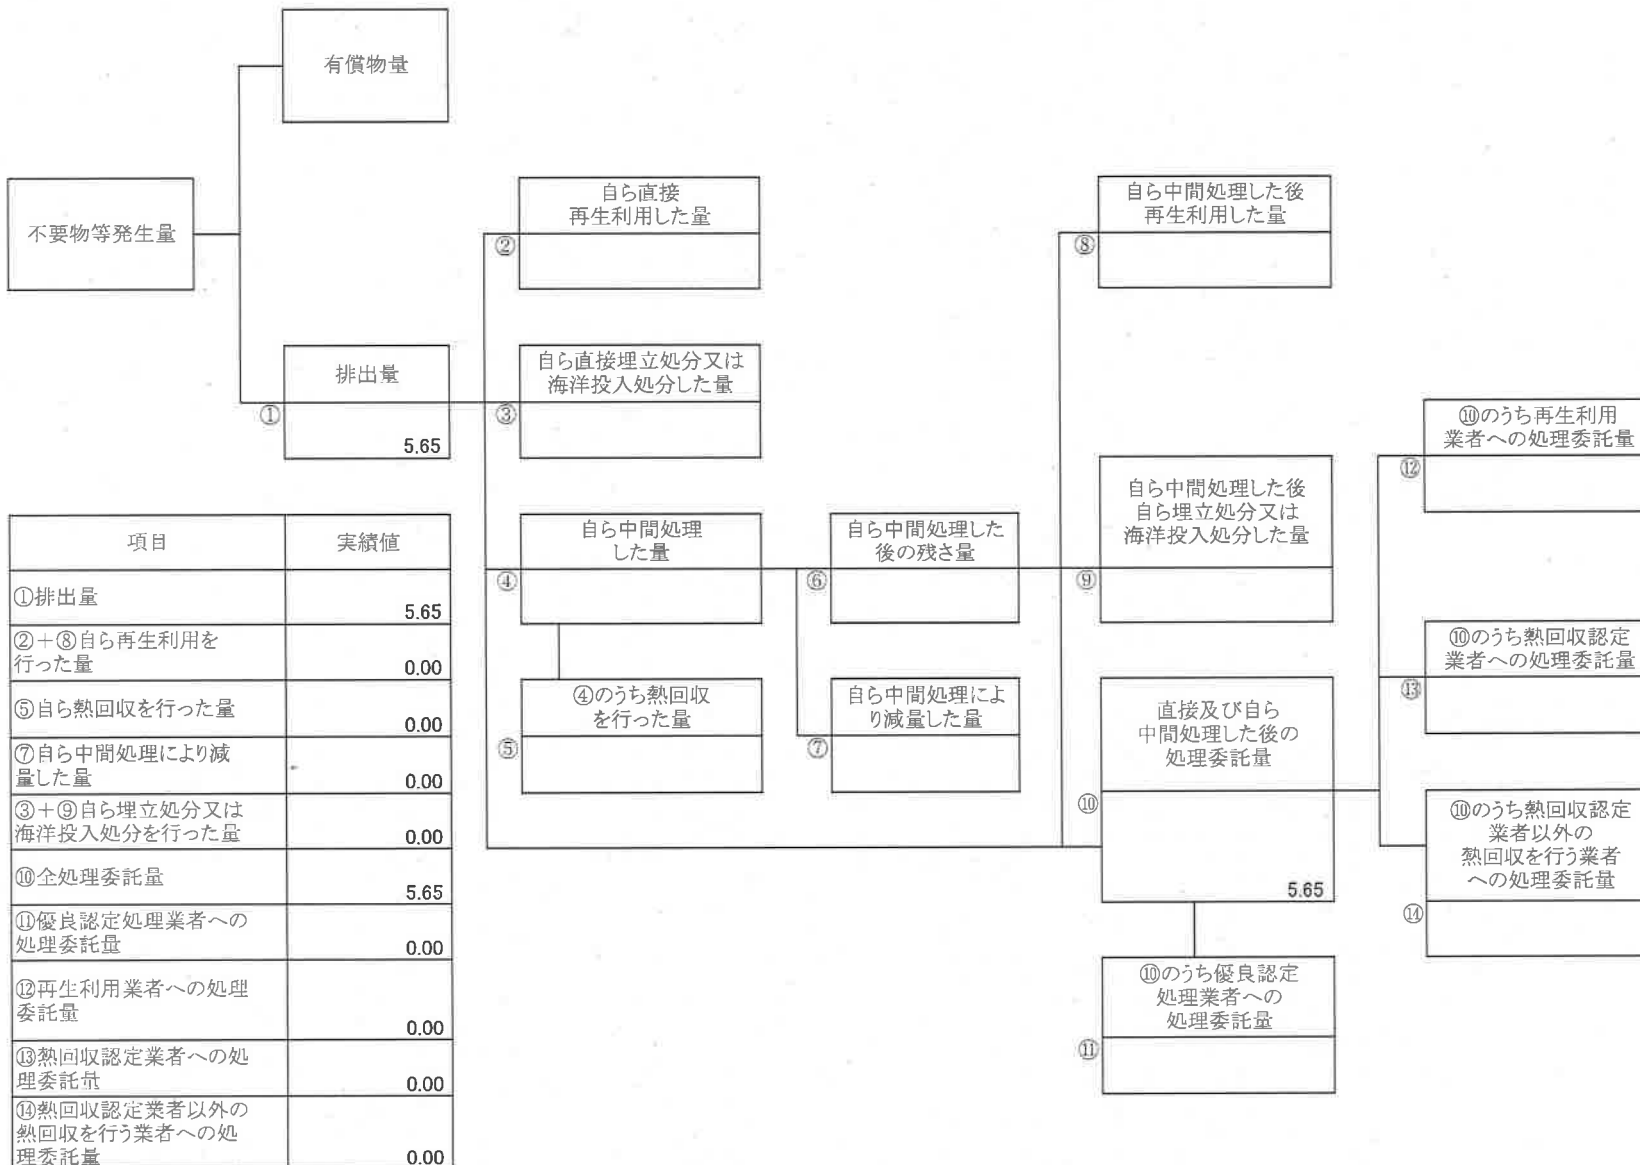 有償物量
不要物等発生量
自ら直接
再生利用した量
②
自ら中間処理した後
再生利用した量
⑧
排出量
①
5.65
自ら直接埋立処分又は
海洋投入処分した量
③
⑩のうち再生利用
業者への処理委託量
⑫
自ら中間処理
した量
④
自ら中間処理した
後の残さ量
⑥
自ら中間処理した後
自ら埋立処分又は
海洋投入処分した量
⑨
⑩のうち熱回収認定
業者への処理委託量
⑬
④のうち熱回収
を行った量
⑤
自ら中間処理によ
り減量した量
⑦
直接及び自ら
中間処理した後の
処理委託量
⑩
5.65
⑩のうち熱回収認定
業者以外の
熱回収を行う業者
への処理委託量
⑭
⑩のうち優良認定
処理業者への
処理委託量
⑪
項目 実績値
①排出量 5.65
②＋⑧自ら再生利用を
行った量 0.00
⑤自ら熱回収を行った量 0.00
⑦自ら中間処理により減
量した量 0.00
③＋⑨自ら埋立処分又は
海洋投入処分を行った量 0.00
⑩全処理委託量 5.65
⑪優良認定処理業者への
処理委託量 0.00
⑫再生利用業者への処理
委託量 0.00
⑬熱回収認定業者への処
理委託量 0.00
⑭熱回収認定業者以外の
熱回収を行う業者への処
理委託量 0.00